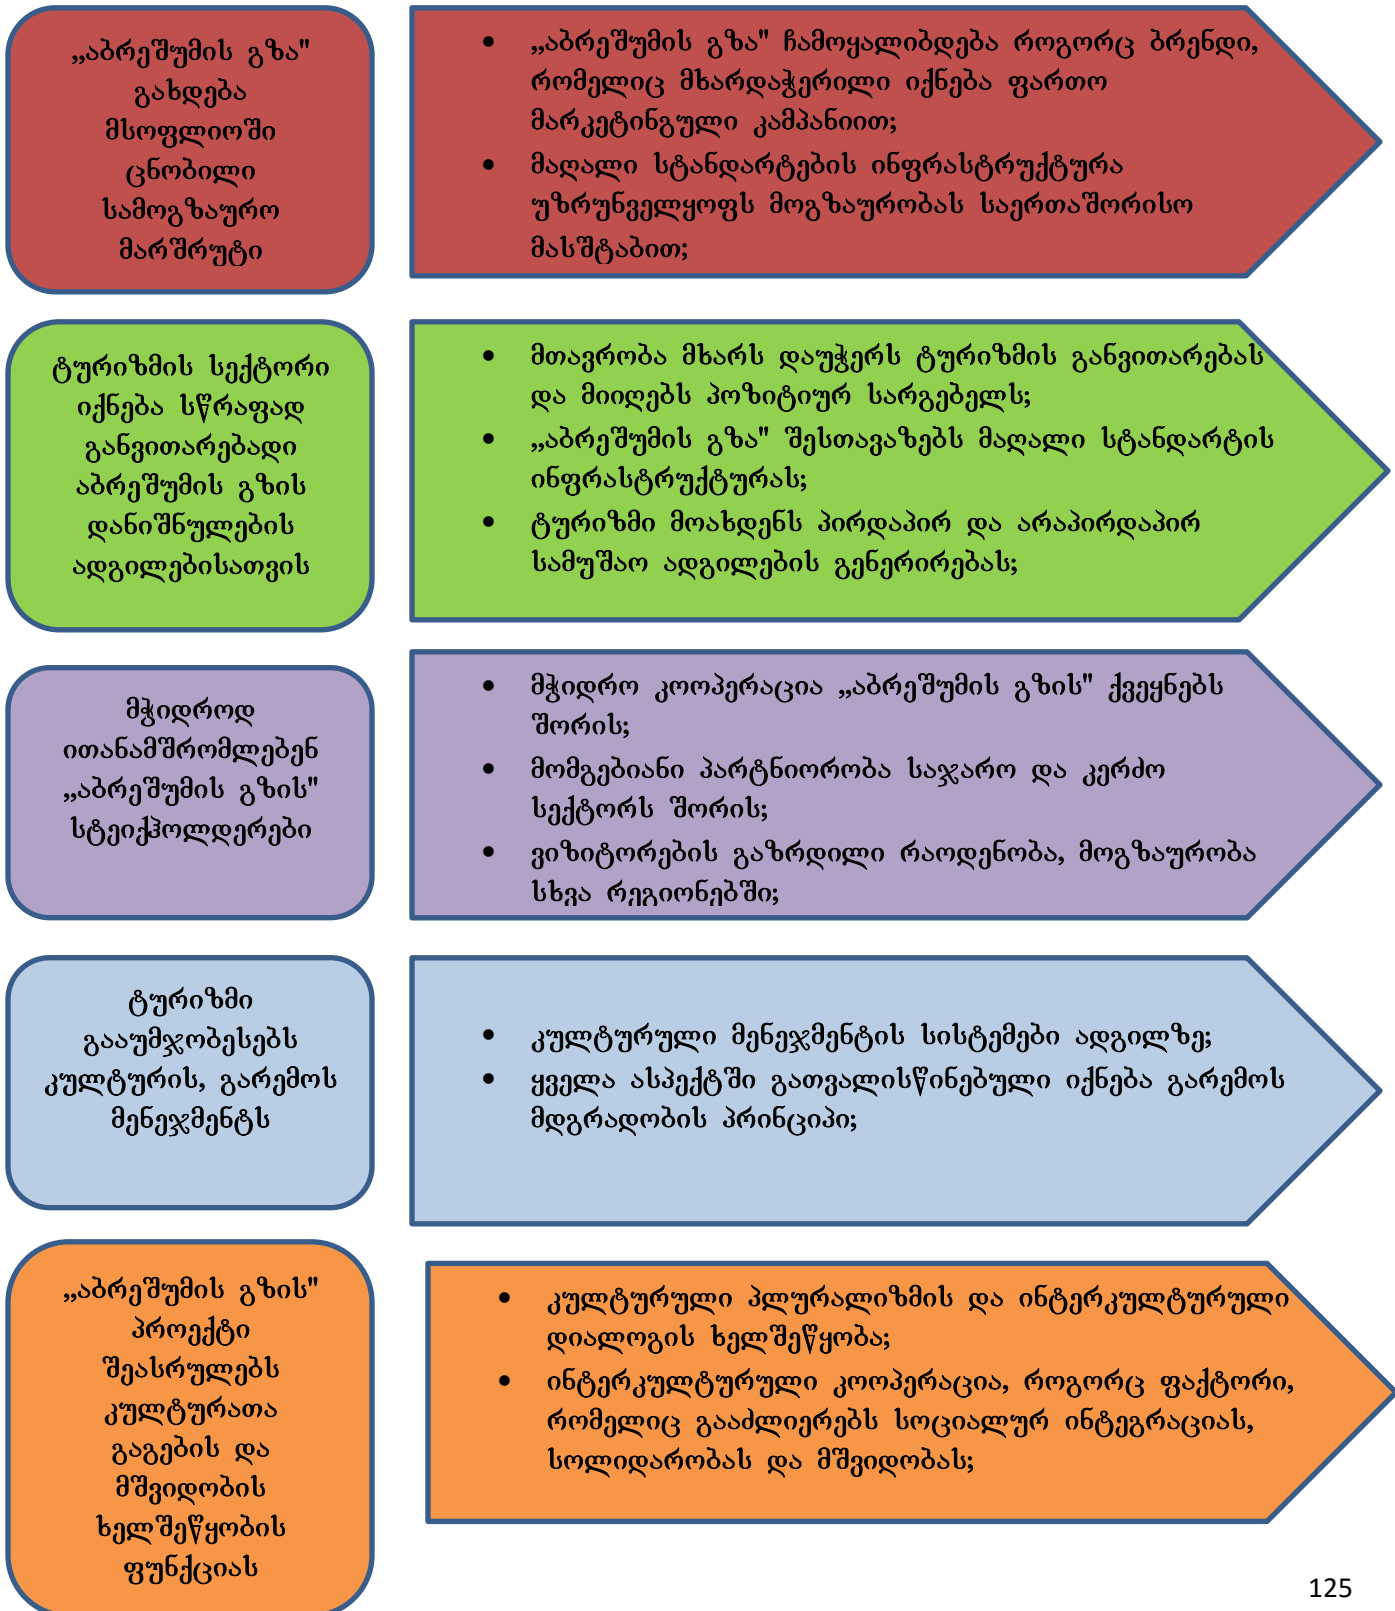 „აბრეშუმის გზა"
გახდება
მსოფლიოში
ცნობილი
სამოგზაურო
მარშრუტი
• „აბრეშუმის გზა" ჩამოყალიბდება როგორც ბრენდი,
რომელიც მხარდაჭერილი იქნება ფართო
მარკეტინგული კამპანიით;
• მაღალი სტანდარტების ინფრასტრუქტურა
უზრუნველყოფს მოგზაურობას საერთაშორისო
მასშტაბით;
ტურიზმის სექტორი
იქნება სწრაფად
განვითარებადი
აბრეშუმის გზის
დანიშნულების
ადგილებისათვის
• მთავრობა მხარს დაუჭერს ტურიზმის განვითარებას
და მიიღებს პოზიტიურ სარგებელს;
• „აბრეშუმის გზა" შესთავაზებს მაღალი სტანდარტის
ინფრასტრუქტურას;
• ტურიზმი მოახდენს პირდაპირ და არაპირდაპირ
სამუშაო ადგილების გენერირებას;
მჭიდროდ
ითანამშრომლებენ
„აბრეშუმის გზის"
სტეიქჰოლდერები
• მჭიდრო კოოპერაცია „აბრეშუმის გზის" ქვეყნებს
შორის;
• მომგებიანი პარტნიორობა საჯარო და კერძო
სექტორს შორის;
• ვიზიტორების გაზრდილი რაოდენობა, მოგზაურობა
სხვა რეგიონებში;
ტურიზმი
გააუმჯობესებს
კულტურის, გარემოს
მენეჯმენტს
• კულტურული მენეჯმენტის სისტემები ადგილზე;
• ყველა ასპექტში გათვალისწინებული იქნება გარემოს
მდგრადობის პრინციპი;
„აბრეშუმის გზის"
პროექტი
შეასრულებს
კულტურათა
გაგების და
მშვიდობის
ხელშეწყობის
ფუნქციას
• კულტურული პლურალიზმის და ინტერკულტურული
დიალოგის ხელშეწყობა;
• ინტერკულტურული კოოპერაცია, როგორც ფაქტორი,
რომელიც გააძლიერებს სოციალურ ინტეგრაციას,
სოლიდარობას და მშვიდობას;
125